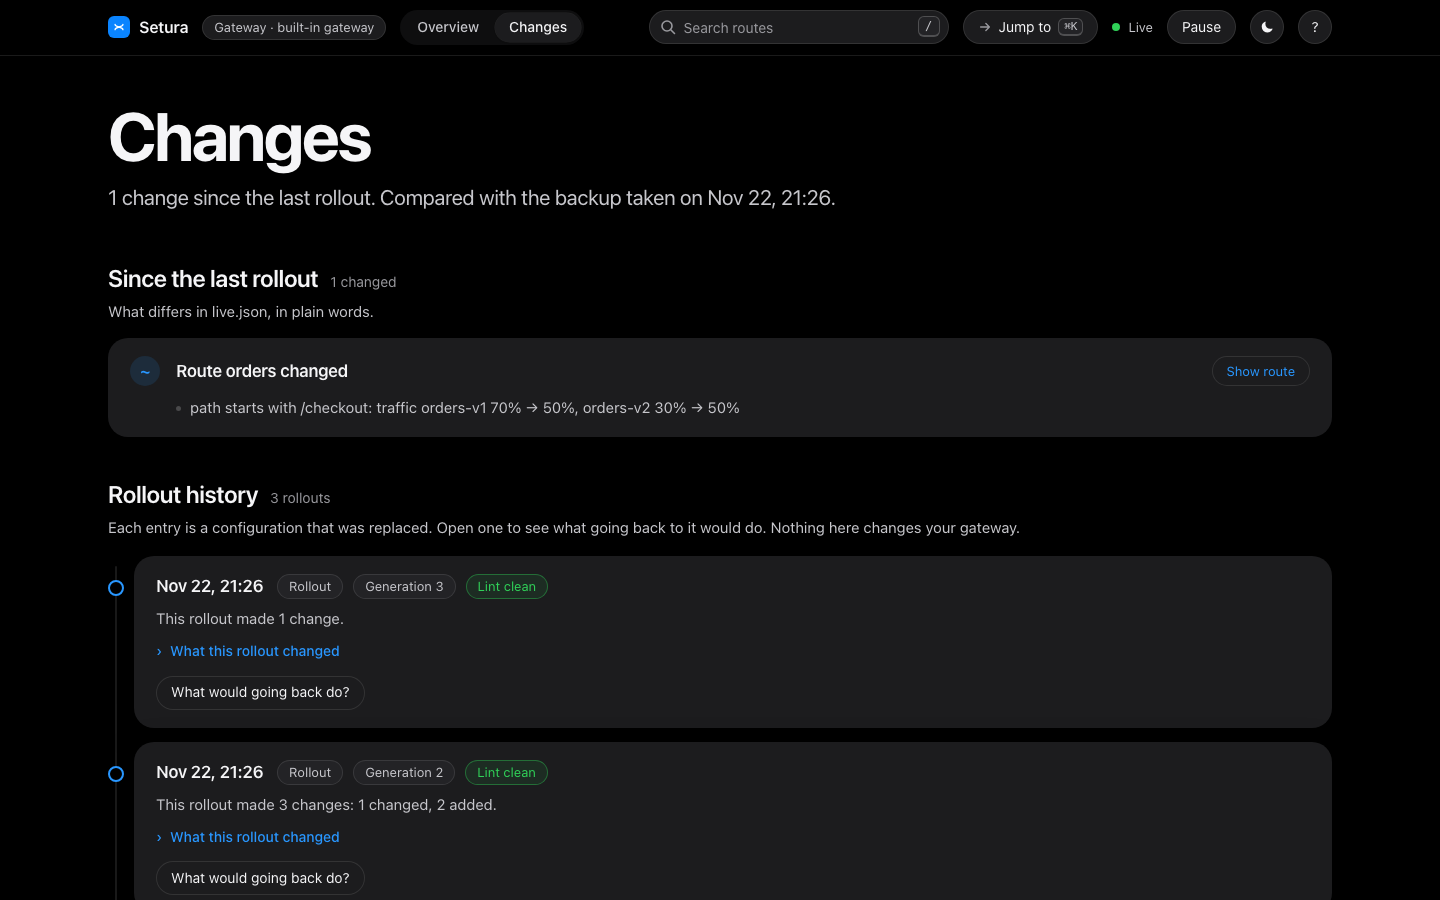 Setura
Gateway · built-in gateway
Overview
Changes
Search routes
/
→ Jump to ⌘K
Live
Pause
?
Changes
1 change since the last rollout. Compared with the backup taken on Nov 22, 21:26.
Since the last rollout 1 changed
What differs in live.json, in plain words.
~ Route orders changed
Show route
• path starts with /checkout: traffic orders-v1 70% → 50%, orders-v2 30% → 50%
Rollout history 3 rollouts
Each entry is a configuration that was replaced. Open one to see what going back to it would do. Nothing here changes your gateway.
Nov 22, 21:26 Rollout Generation 3 Lint clean
This rollout made 1 change.
› What this rollout changed
What would going back do?
Nov 22, 21:26 Rollout Generation 2 Lint clean
This rollout made 3 changes: 1 changed, 2 added.
› What this rollout changed
What would going back do?